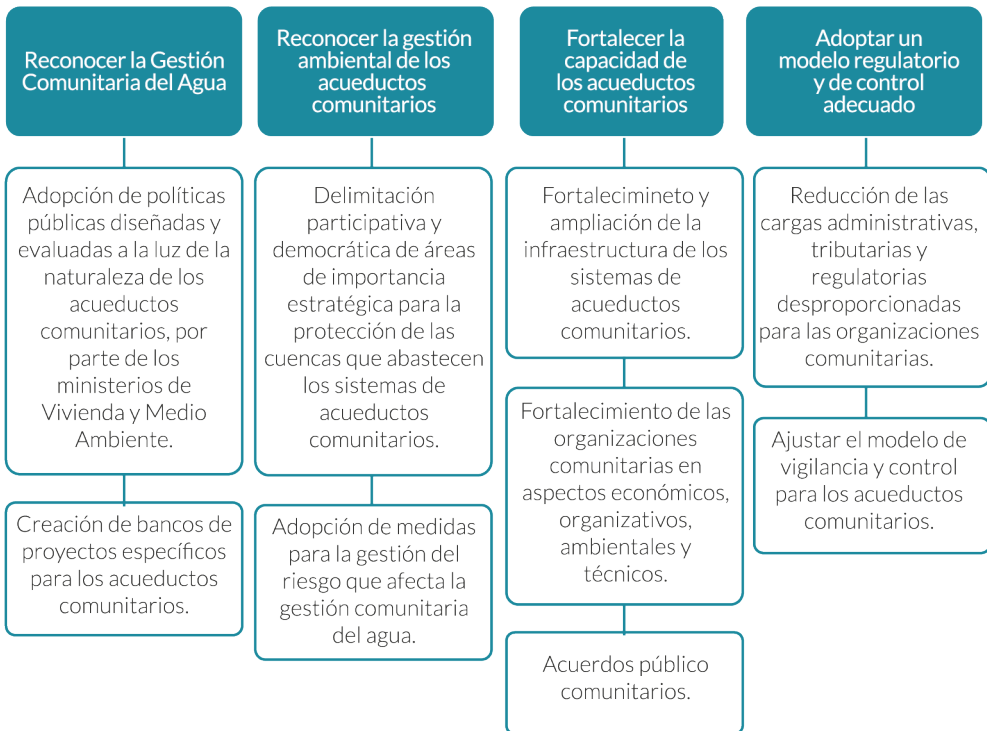 Reconocer la Gestión
Comunitaria del Agua
Adopción de políticas
públicas diseñadas y
evaluadas a la luz de la
naturaleza de los
acueductos
comunitarios, por
parte de los
ministerios de
Vivienda y Medio
Ambiente.
Creación de bancos de
proyectos específicos
para los acueductos
comunitarios.
Reconocer la gestión
ambiental de los
acueductos
comunitarios
Delimitación
participativa y
democrática de áreas
de importancia
estratégica para la
protección de las
cuencas que abastecen
los sistemas de
acueductos
comunitarios.
Adopción de medidas
para la gestión del
riesgo que afecta la
gestión comunitaria
del agua.
Fortalecer la
capacidad de
los acueductos
comunitarios
Fortalecimineto y
ampliación de la
infraestructura de los
sistemas de
acueductos
comunitarios.
Fortalecimiento de las
organizaciones
comunitarias en
aspectos económicos,
organizativos,
ambientales y
técnicos.
Acuerdos público
comunitarios.
Adoptar un
modelo regulatorio
y de control
adecuado
Reducción de las
cargas administrativas,
tributarias y
regulatorias
desproporcionadas
para las organizaciones
comunitarias.
Ajustar el modelo de
vigilancia y control
para los acueductos
comunitarios.